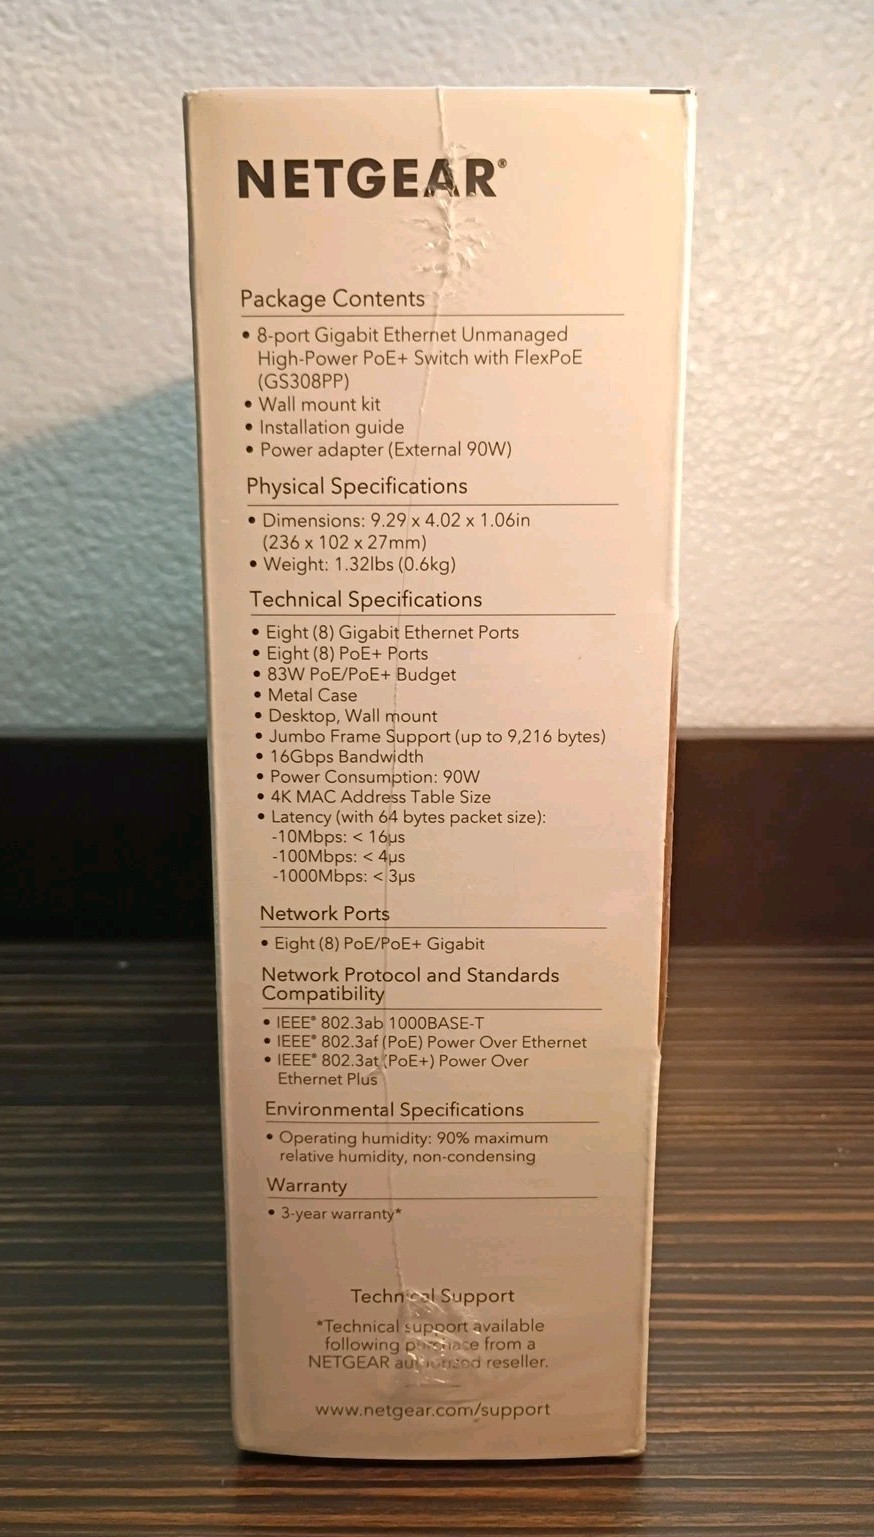 NETGEAR®
Package Contents
• 8-port Gigabit Ethernet Unmanaged
High-Power PoE+ Switch with FlexPoE
(GS308PP)
• Wall mount kit
• Installation guide
• Power adapter (External 90W)
Physical Specifications
• Dimensions: 9.29 x 4.02 x 1.06in
(236 x 102 x 27mm)
• Weight: 1.32lbs (0.6kg)
Technical Specifications
• Eight (8) Gigabit Ethernet Ports
• Eight (8) PoE+ Ports
• 83W PoE/PoE+ Budget
• Metal Case
• Desktop, Wall mount
• Jumbo Frame Support (up to 9,216 bytes)
• 16Gbps Bandwidth
• Power Consumption: 90W
• 4K MAC Address Table Size
• Latency (with 64 bytes packet size):
-10Mbps: < 16µs
-100Mbps: < 4µs
-1000Mbps: < 3µs
Network Ports
• Eight (8) PoE/PoE+ Gigabit
Network Protocol and Standards
Compatibility
• IEEE® 802.3ab 1000BASE-T
• IEEE® 802.3af (PoE) Power Over Ethernet
• IEEE® 802.3at (PoE+) Power Over
Ethernet Plus
Environmental Specifications
• Operating humidity: 90% maximum
relative humidity, non-condensing
Warranty
• 3-year warranty*
Technical Support
*Technical support available
following purchase from a
NETGEAR authorized reseller.
www.netgear.com/support